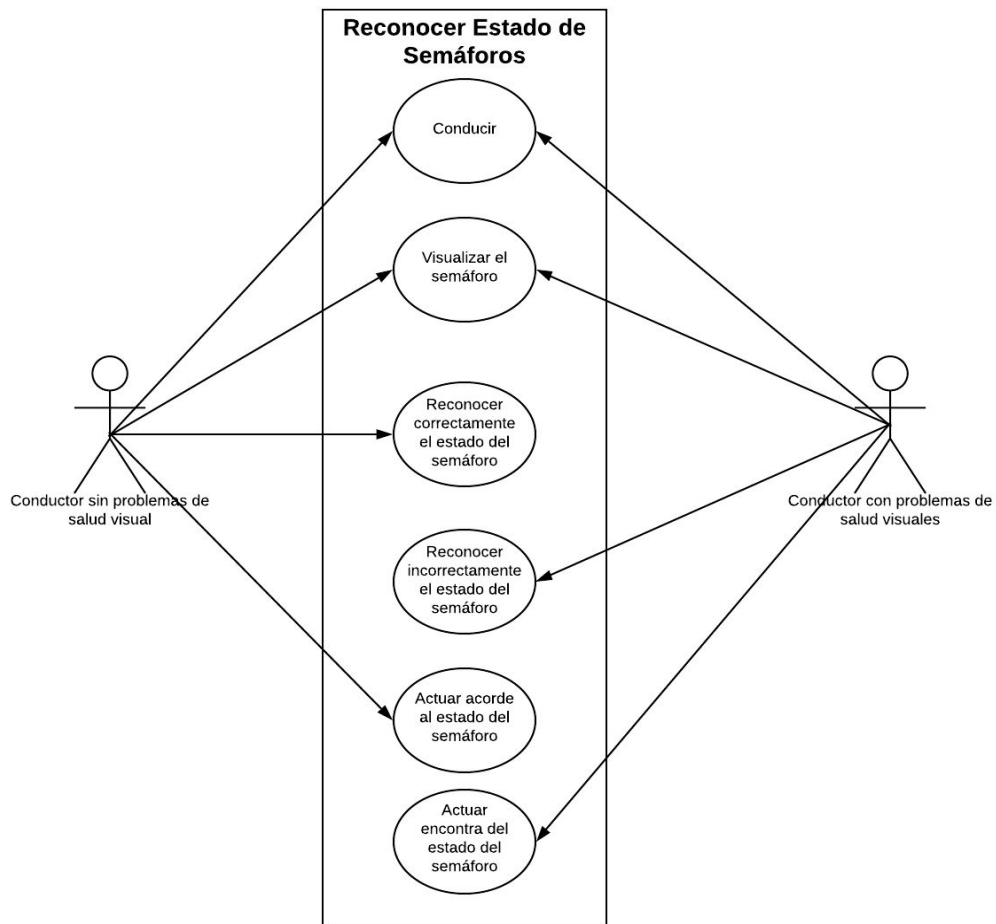 Reconocer Estado de
Semáforos
Conducir
Visualizar el
semáforo
Reconocer
correctamente
el estado del
semáforo
Conductor sin problemas de
salud visual
Conductor con problemas de
salud visuales
Reconocer
incorrectamente
el estado del
semáforo
Actuar acorde
al estado del
semáforo
Actuar
encontra del
estado del
semáforo